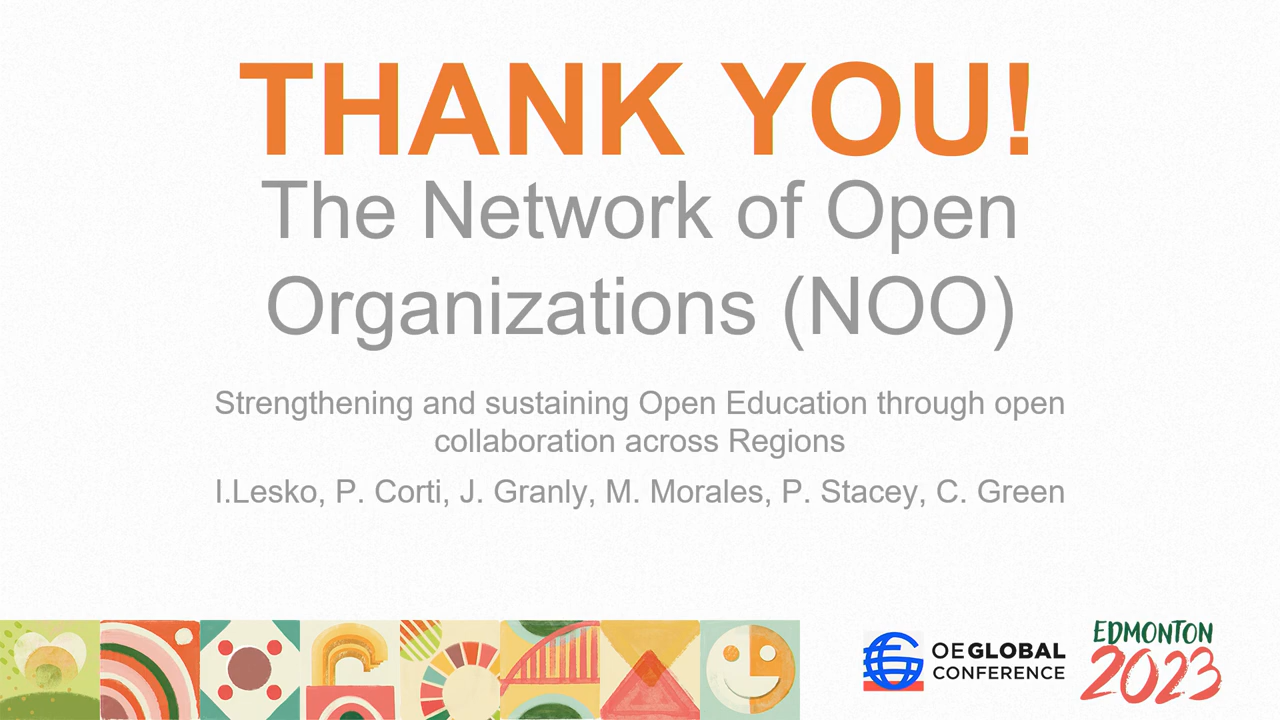 THANK YOU!
The Network of Open
Organizations (NOO)
Strengthening and sustaining Open Education through open
collaboration across Regions
I.Lesko, P. Corti, J. Granly, M. Morales, P. Stacey, C. Green
OEGLOBAL
CONFERENCE
EDMONTON
2023